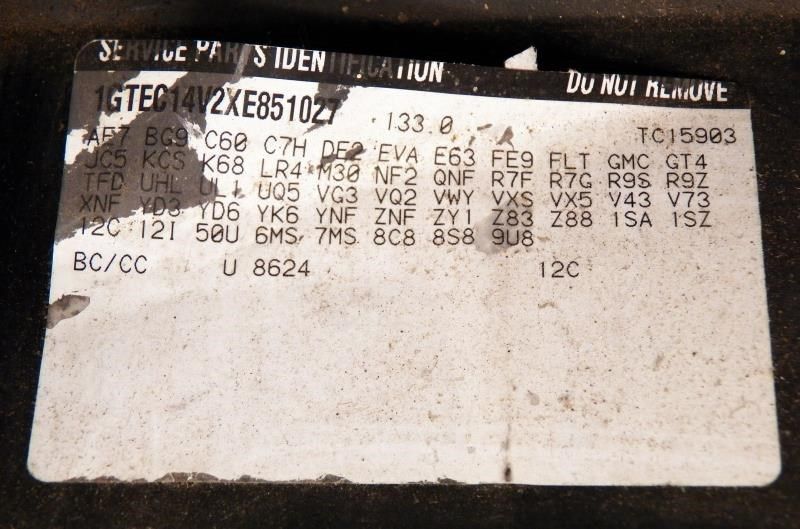 SERVICE PARTS IDENTIFICATION DO NOT REMOVE
1GTEC14V2XE851027 133.0 TC15903
AF7 BG9 C60 C7H DF2 EVA E63 FE9 FLT GMC GT4
JC5 KCS K68 LR4 M30 NF2 QNF R7F R7G R9S R9Z
TFD UHL UL1 UQ5 VG3 VQ2 VWY VXS VX5 V43 V73
XNF YD3 YD6 YK6 YNF ZNF ZY1 Z83 Z88 1SA 1SZ
12C 12I 50U 6MS 7MS 8C8 8S8 9U8
BC/CC U 8624 12C